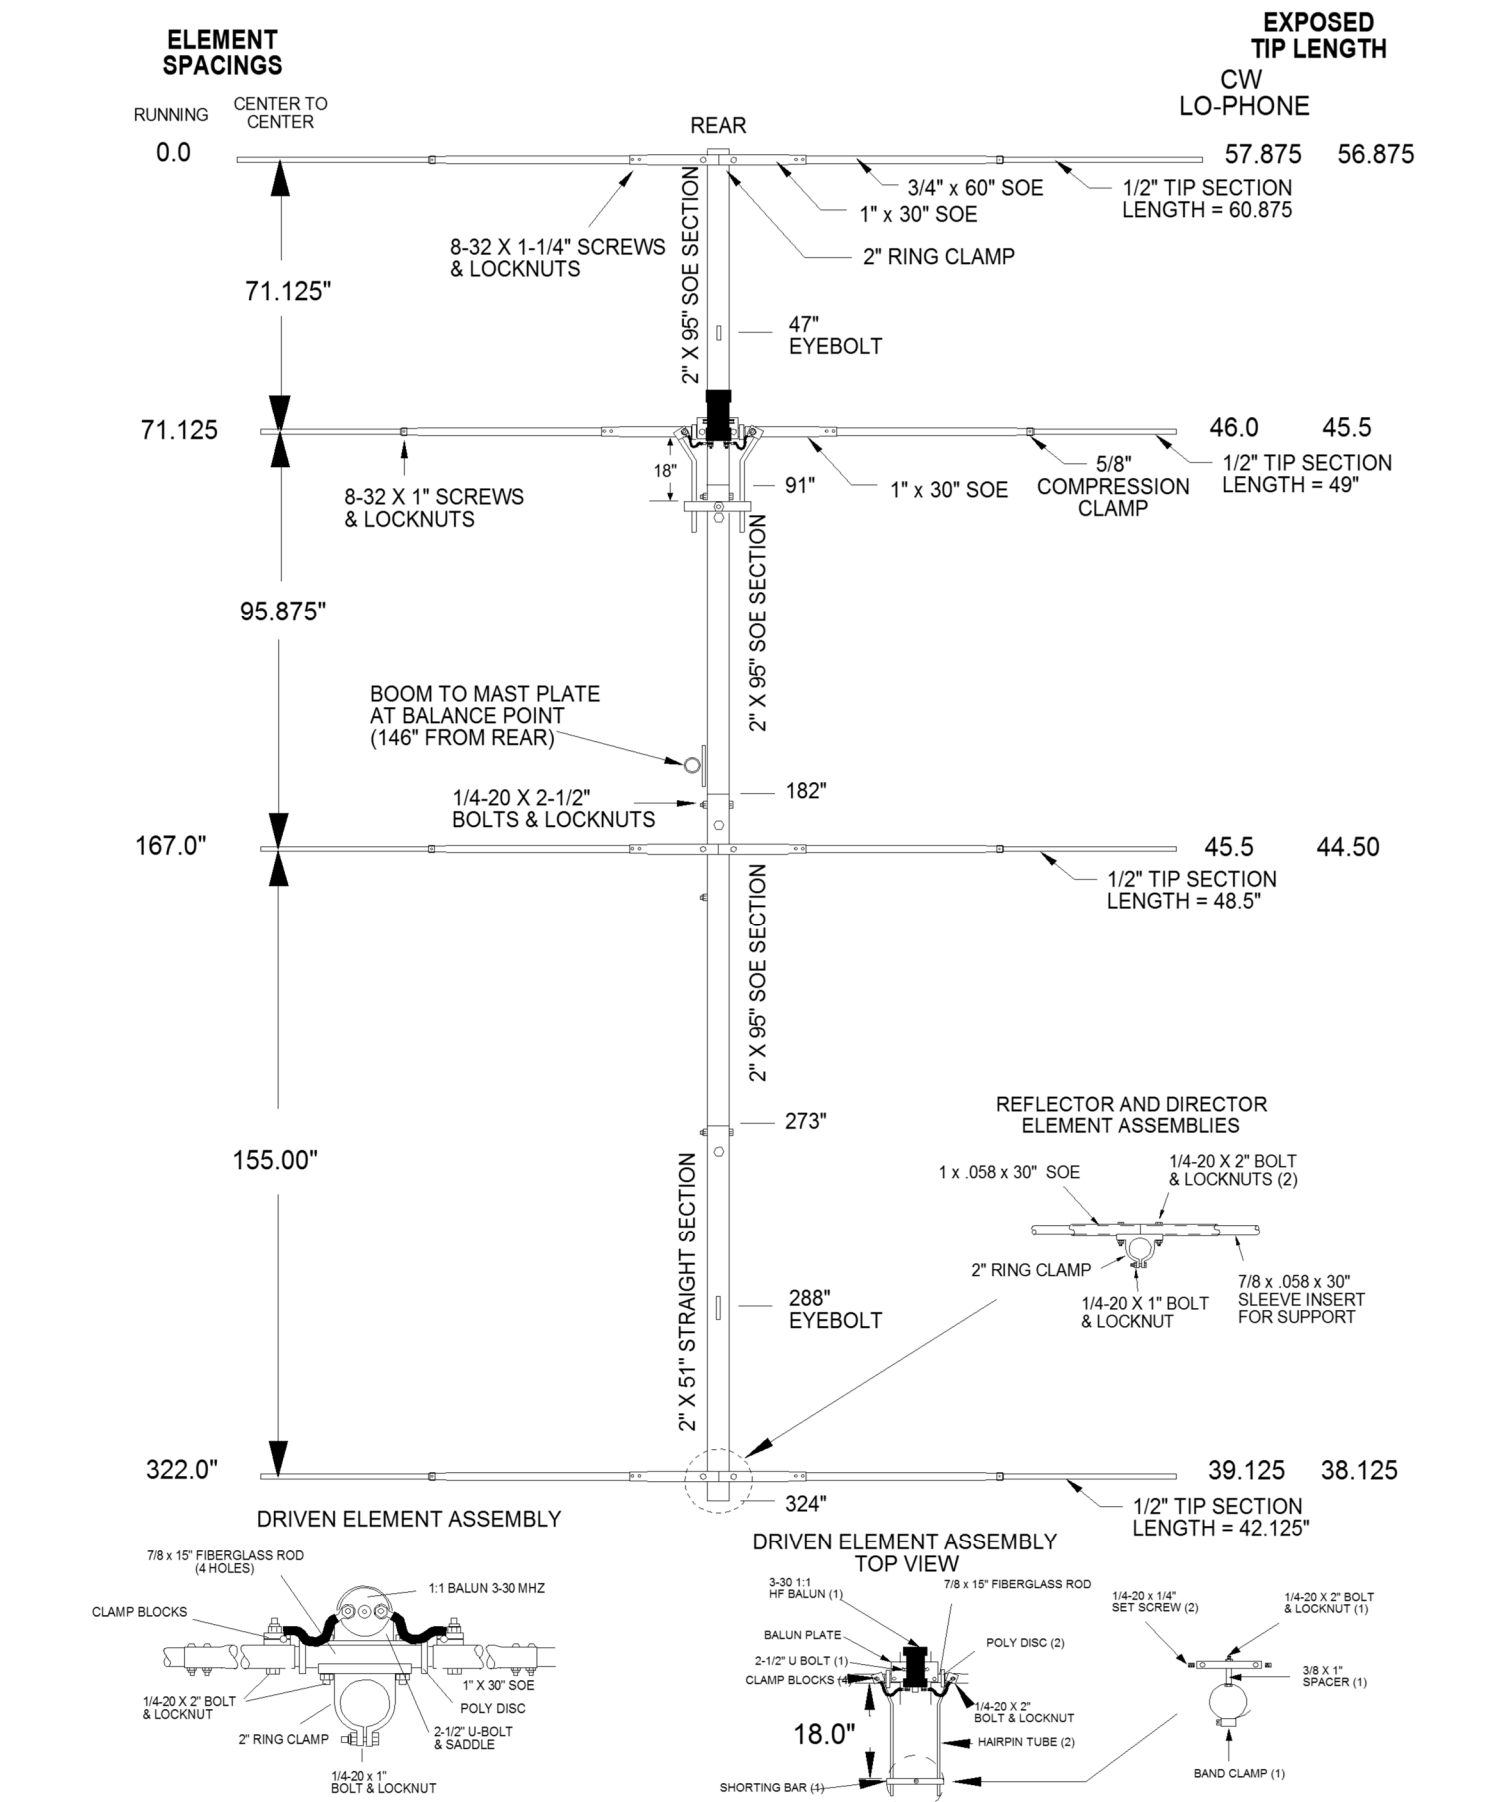 ELEMENT
SPACINGS
EXPOSED
TIP LENGTH
CW
LO-PHONE
RUNNING
CENTER TO
CENTER
REAR
0.0
57.875 56.875
3/4" x 60" SOE
1" x 30" SOE
1/2" TIP SECTION
LENGTH = 60.875
8-32 X 1-1/4" SCREWS
& LOCKNUTS
2" RING CLAMP
2" X 95" SOE SECTION
71.125"
47"
EYEBOLT
71.125
46.0 45.5
18"
91"
1" x 30" SOE
5/8"
COMPRESSION
CLAMP
1/2" TIP SECTION
LENGTH = 49"
8-32 X 1" SCREWS
& LOCKNUTS
2" X 95" SOE SECTION
95.875"
BOOM TO MAST PLATE
AT BALANCE POINT
(146" FROM REAR)
1/4-20 X 2-1/2"
BOLTS & LOCKNUTS
182"
167.0"
45.5 44.50
1/2" TIP SECTION
LENGTH = 48.5"
2" X 95" SOE SECTION
273"
155.00"
2" X 51" STRAIGHT SECTION
REFLECTOR AND DIRECTOR
ELEMENT ASSEMBLIES
1 x .058 x 30" SOE
1/4-20 X 2" BOLT
& LOCKNUTS (2)
2" RING CLAMP
1/4-20 X 1" BOLT
& LOCKNUT
7/8 x .058 x 30"
SLEEVE INSERT
FOR SUPPORT
288"
EYEBOLT
322.0"
39.125 38.125
324"
1/2" TIP SECTION
LENGTH = 42.125"
DRIVEN ELEMENT ASSEMBLY
7/8 x 15" FIBERGLASS ROD
(4 HOLES)
1:1 BALUN 3-30 MHZ
CLAMP BLOCKS
1/4-20 X 2" BOLT
& LOCKNUT
2" RING CLAMP
1/4-20 x 1"
BOLT & LOCKNUT
1" X 30" SOE
POLY DISC
2-1/2" U-BOLT
& SADDLE
DRIVEN ELEMENT ASSEMBLY
TOP VIEW
3-30 1:1
HF BALUN (1)
7/8 x 15" FIBERGLASS ROD
BALUN PLATE
POLY DISC (2)
2-1/2" U BOLT (1)
CLAMP BLOCKS (4)
1/4-20 X 2"
BOLT & LOCKNUT
18.0"
HAIRPIN TUBE (2)
SHORTING BAR (1)
1/4-20 x 1/4"
SET SCREW (2)
1/4-20 X 2" BOLT
& LOCKNUT (1)
3/8 X 1"
SPACER (1)
BAND CLAMP (1)